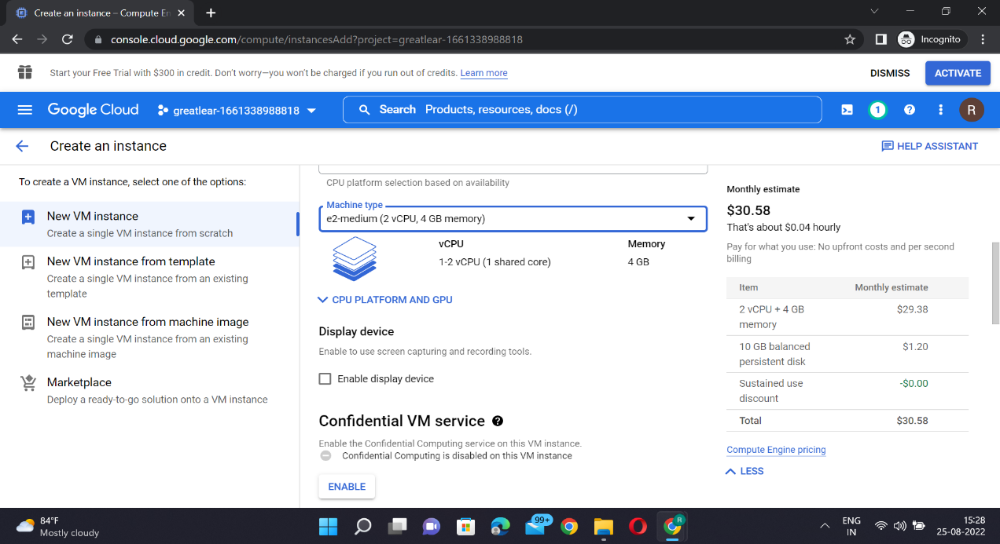 Create an instance – Compute En
console.cloud.google.com/compute/instancesAdd?project=greatlear-1661338988818
Incognito
Start your Free Trial with $300 in credit. Don't worry—you won't be charged if you run out of credits. Learn more
DISMISS
ACTIVATE
Google Cloud
greatlear-1661338988818
Search Products, resources, docs (/)
1
R
Create an instance
HELP ASSISTANT
To create a VM instance, select one of the options:
New VM instance
Create a single VM instance from scratch
New VM instance from template
Create a single VM instance from an existing
template
New VM instance from machine image
Create a single VM instance from an existing
machine image
Marketplace
Deploy a ready-to-go solution onto a VM instance
CPU platform selection based on availability
Machine type
e2-medium (2 vCPU, 4 GB memory)
vCPU
Memory
1-2 vCPU (1 shared core)
4 GB
CPU PLATFORM AND GPU
Display device
Enable to use screen capturing and recording tools.
Enable display device
Confidential VM service
Enable the Confidential Computing service on this VM instance.
Confidential Computing is disabled on this VM instance
ENABLE
Monthly estimate
$30.58
That's about $0.04 hourly
Pay for what you use: No upfront costs and per second
billing
Item
Monthly estimate
2 vCPU + 4 GB
memory
$29.38
10 GB balanced
persistent disk
$1.20
Sustained use
discount
-$0.00
Total
$30.58
Compute Engine pricing
LESS
84°F
Mostly cloudy
99+
R
ENG
IN
15:28
25-08-2022